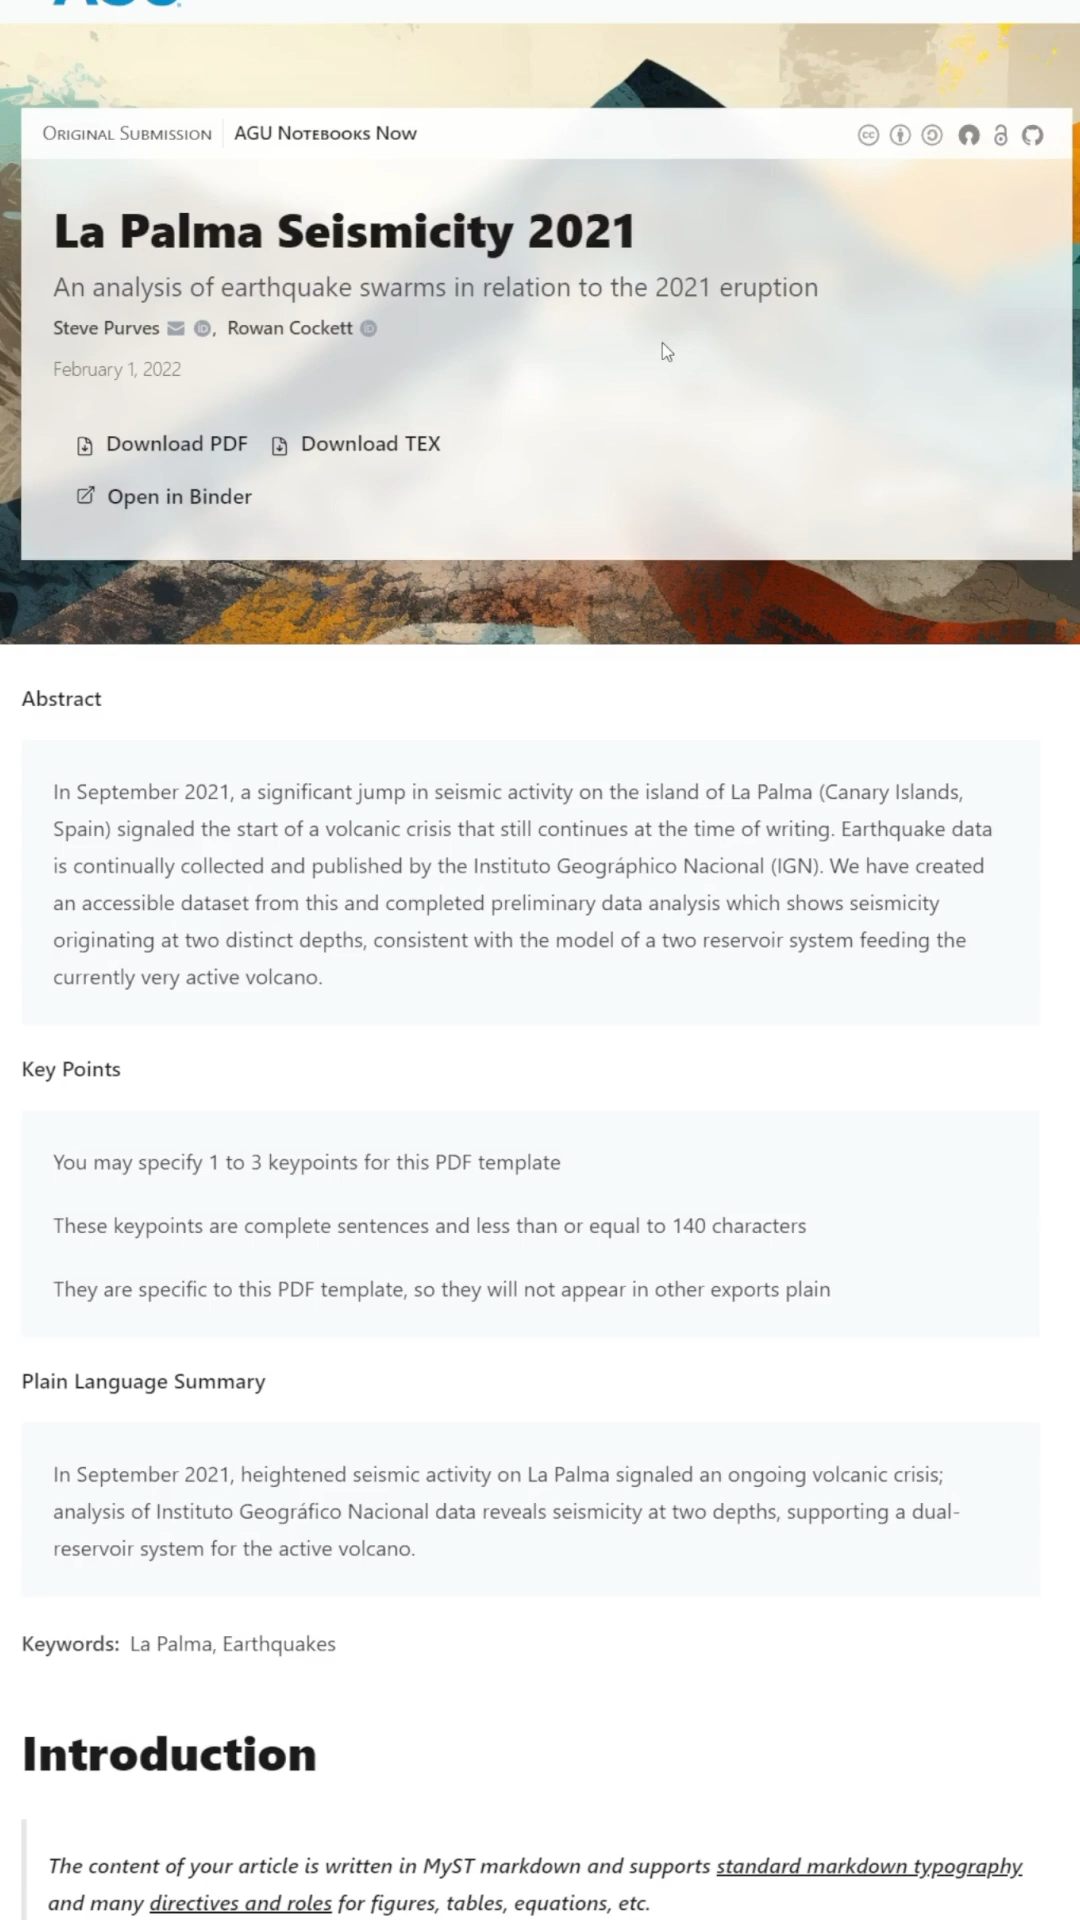 AGU
ORIGINAL SUBMISSION AGU NOTEBOOKS NOW
La Palma Seismicity 2021
An analysis of earthquake swarms in relation to the 2021 eruption
Steve Purves iD, Rowan Cockett iD
February 1, 2022
Download PDF Download TEX
Open in Binder
Abstract
In September 2021, a significant jump in seismic activity on the island of La Palma (Canary Islands,
Spain) signaled the start of a volcanic crisis that still continues at the time of writing. Earthquake data
is continually collected and published by the Instituto Geográphico Nacional (IGN). We have created
an accessible dataset from this and completed preliminary data analysis which shows seismicity
originating at two distinct depths, consistent with the model of a two reservoir system feeding the
currently very active volcano.
Key Points
You may specify 1 to 3 keypoints for this PDF template
These keypoints are complete sentences and less than or equal to 140 characters
They are specific to this PDF template, so they will not appear in other exports plain
Plain Language Summary
In September 2021, heightened seismic activity on La Palma signaled an ongoing volcanic crisis;
analysis of Instituto Geográfico Nacional data reveals seismicity at two depths, supporting a dual-
reservoir system for the active volcano.
Keywords: La Palma, Earthquakes
Introduction
The content of your article is written in MyST markdown and supports standard markdown typography
and many directives and roles for figures, tables, equations, etc.